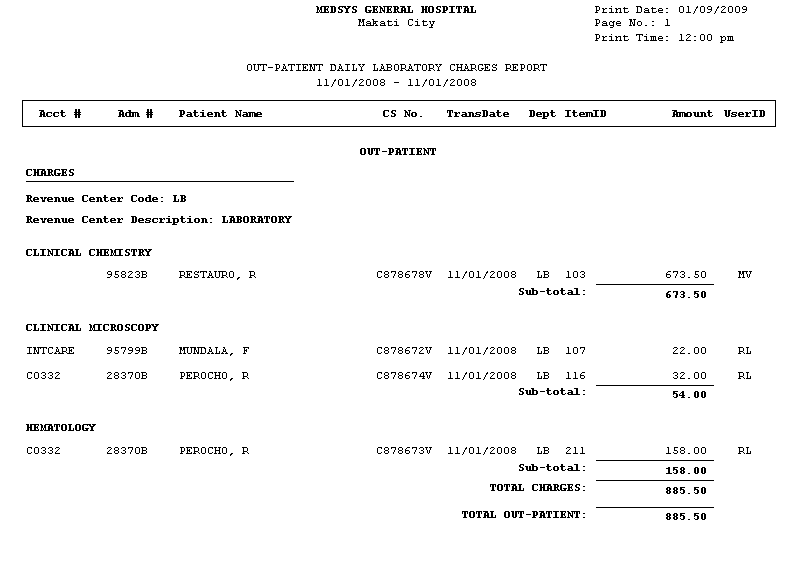 MEDSYS GENERAL HOSPITAL Print Date: 01/09/2009
Makati City Page No.: 1
Print Time: 12:00 pm
OUT-PATIENT DAILY LABORATORY CHARGES REPORT
11/01/2008 - 11/01/2008
Acct # Adm # Patient Name CS No. TransDate Dept ItemID Amount UserID
OUT-PATIENT
CHARGES
Revenue Center Code: LB
Revenue Center Description: LABORATORY
CLINICAL CHEMISTRY
95823B RESTAURO, R C878678V 11/01/2008 LB 103 673.50 MV
Sub-total: 673.50
CLINICAL MICROSCOPY
INTCARE 95799B MUNDALA, F C878672V 11/01/2008 LB 107 22.00 RL
C0332 28370B PEROCHO, R C878674V 11/01/2008 LB 116 32.00 RL
Sub-total: 54.00
HEMATOLOGY
C0332 28370B PEROCHO, R C878673V 11/01/2008 LB 211 158.00 RL
Sub-total: 158.00
TOTAL CHARGES: 885.50
TOTAL OUT-PATIENT: 885.50